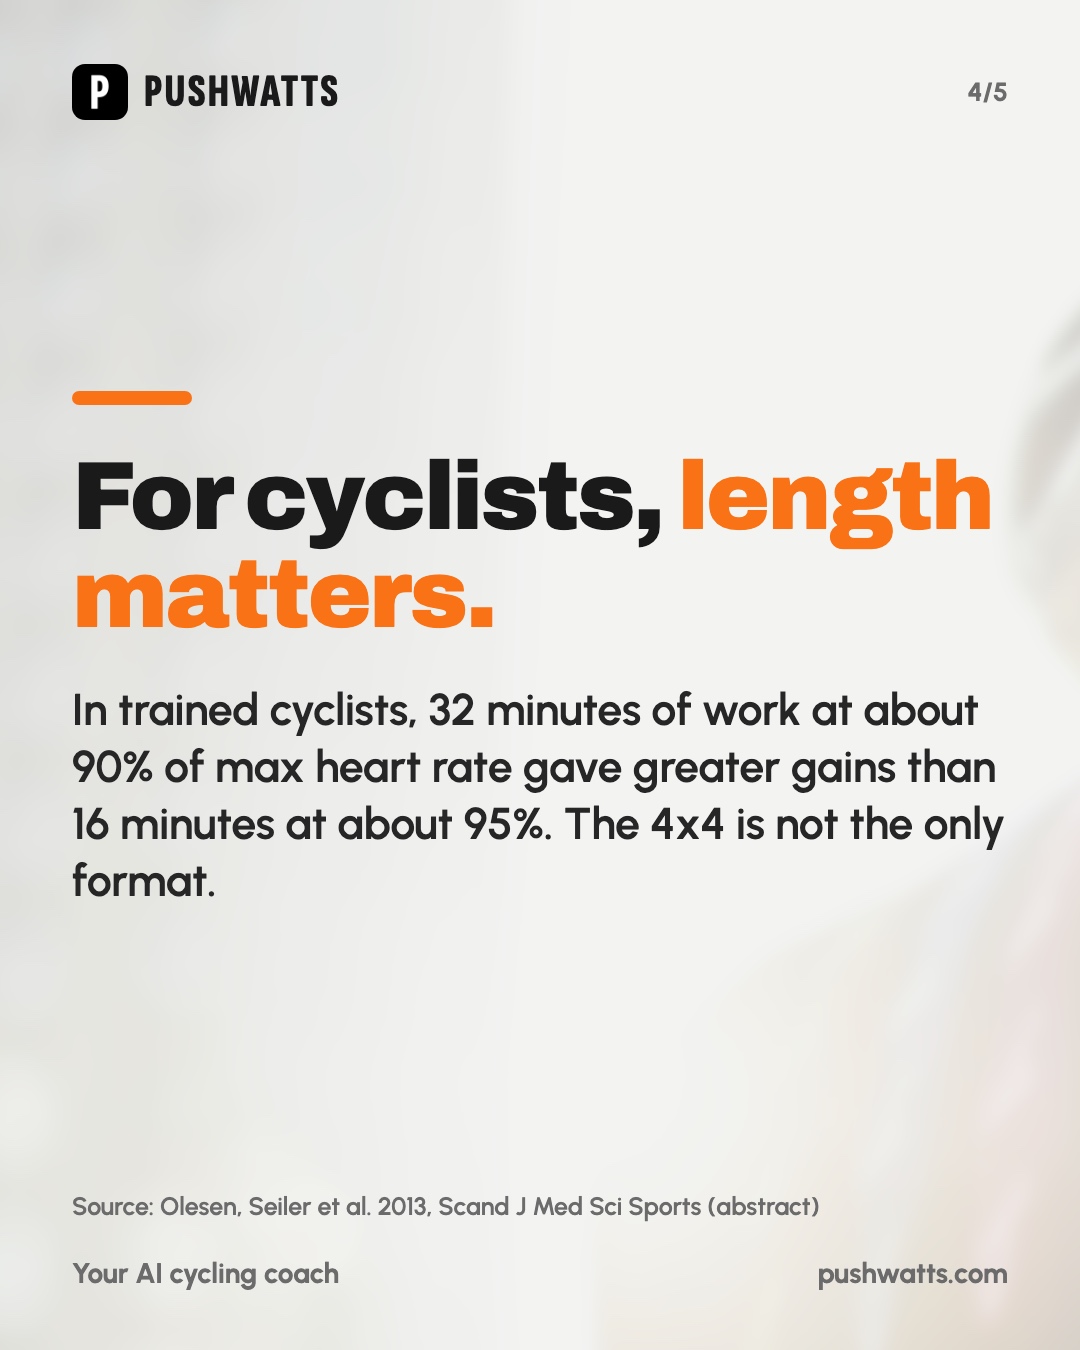 P PUSHWATTS
4/5
For cyclists, length
matters.
In trained cyclists, 32 minutes of work at about
90% of max heart rate gave greater gains than
16 minutes at about 95%. The 4x4 is not the only
format.
Source: Olesen, Seiler et al. 2013, Scand J Med Sci Sports (abstract)
Your AI cycling coach
pushwatts.com